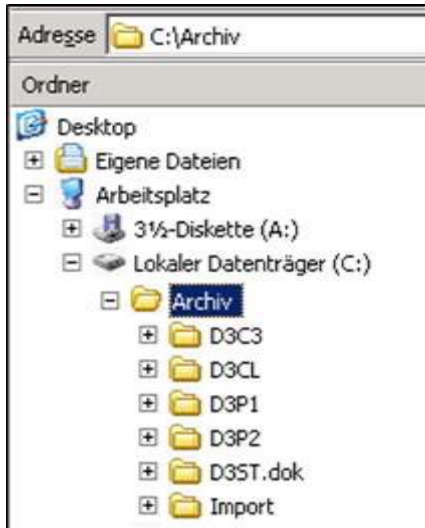 Adresse C:\Archiv
Ordner
Desktop
Eigene Dateien
Arbeitsplatz
3½-Diskette (A:)
Lokaler Datenträger (C:)
Archiv
D3C3
D3CL
D3P1
D3P2
D3ST.dok
Import